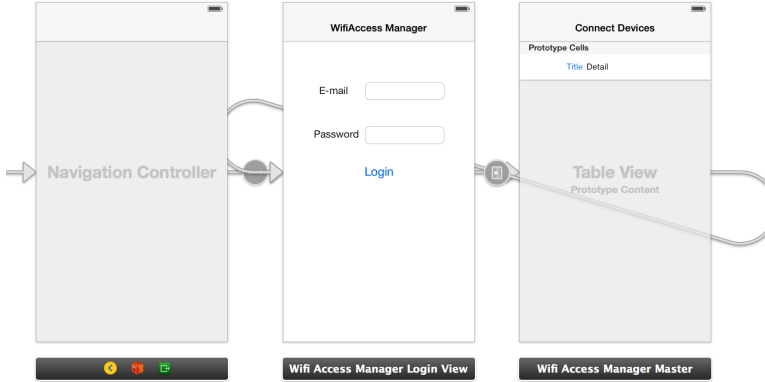 Navigation Controller
WifiAccess Manager
E-mail
Password
Login
Wifi Access Manager Login View
Connect Devices
Prototype Cells
Title Detail
Table View
Prototype Content
Wifi Access Manager Master